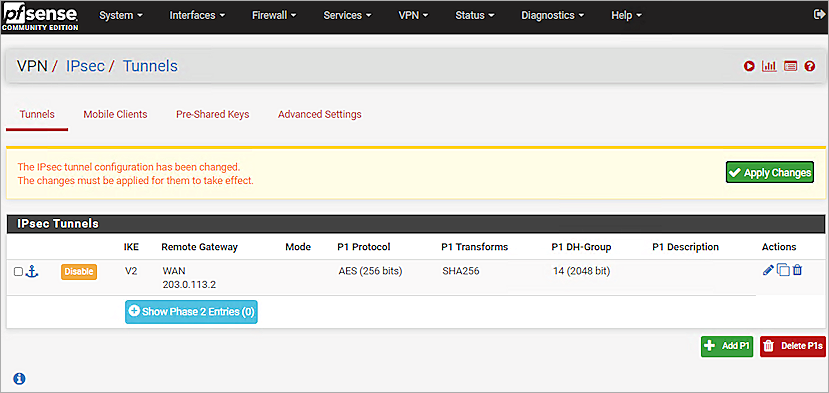 pfsense
COMMUNITY EDITION
System Interfaces Firewall Services VPN Status Diagnostics Help
VPN / IPsec / Tunnels
Tunnels Mobile Clients Pre-Shared Keys Advanced Settings
The IPsec tunnel configuration has been changed.
The changes must be applied for them to take effect.
Apply Changes
IPsec Tunnels
IKE Remote Gateway Mode P1 Protocol P1 Transforms P1 DH-Group P1 Description Actions
Disable V2 WAN AES (256 bits) SHA256 14 (2048 bit)
203.0.113.2
Show Phase 2 Entries (0)
Add P1 Delete P1s